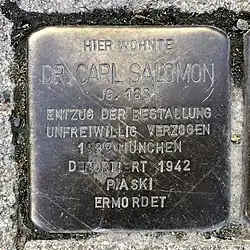 HIER WOHNTE
DR. CARL SALOMON
JG.
ENTZUG DER BESTALLUNG
UNFREIWILLIG VERZOGEN
MÜNCHEN
DEPORTIERT 1942
PIASKI
ERMORDET